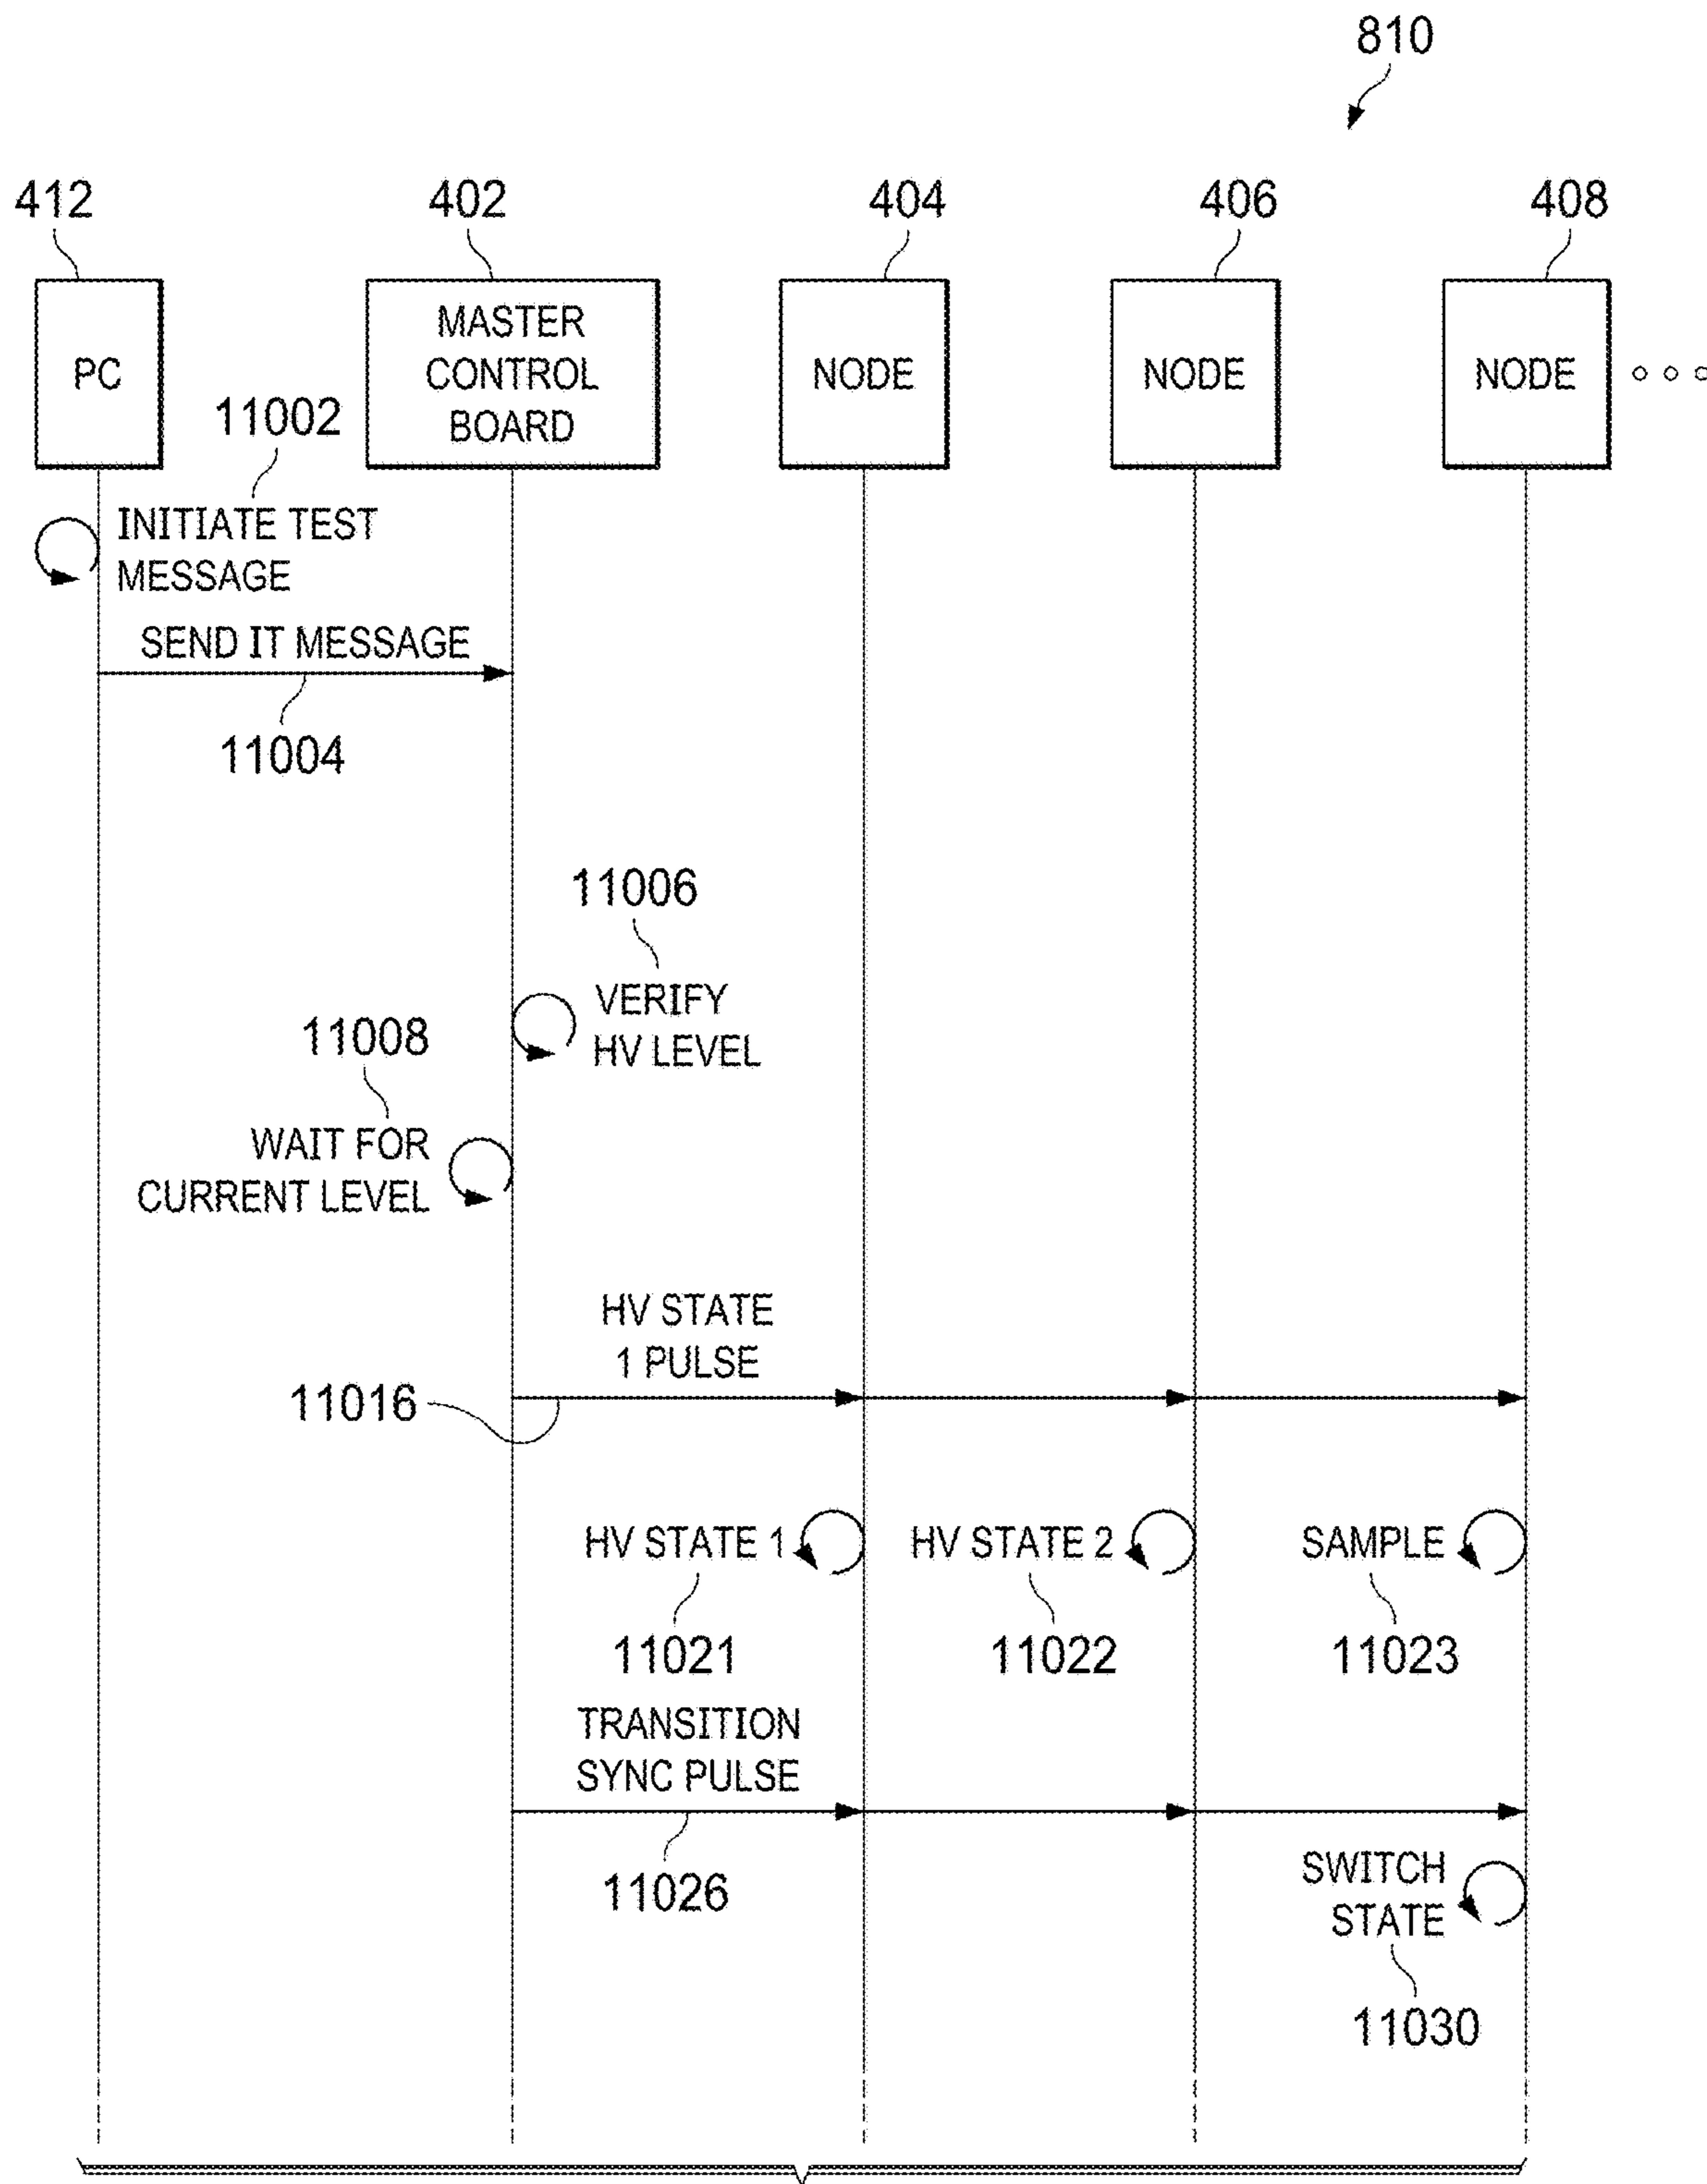 810
412
402
404
406
408
PC
MASTER
CONTROL
BOARD
NODE
NODE
NODE
11002
INITIATE TEST
MESSAGE
SEND IT MESSAGE
11004
11006
VERIFY
HV LEVEL
11008
WAIT FOR
CURRENT LEVEL
HV STATE
1 PULSE
11016
HV STATE 1
HV STATE 2
SAMPLE
11021
11022
11023
TRANSITION
SYNC PULSE
11026
SWITCH
STATE
11030